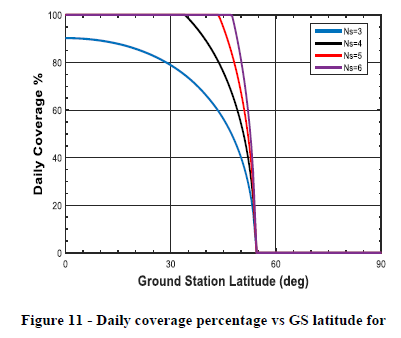 100
80
60
40
20
0
Daily Coverage %
Ns=3
Ns=4
Ns=5
Ns=6
0 30 60 90
Ground Station Latitude (deg)
Figure 11 - Daily coverage percentage vs GS latitude for